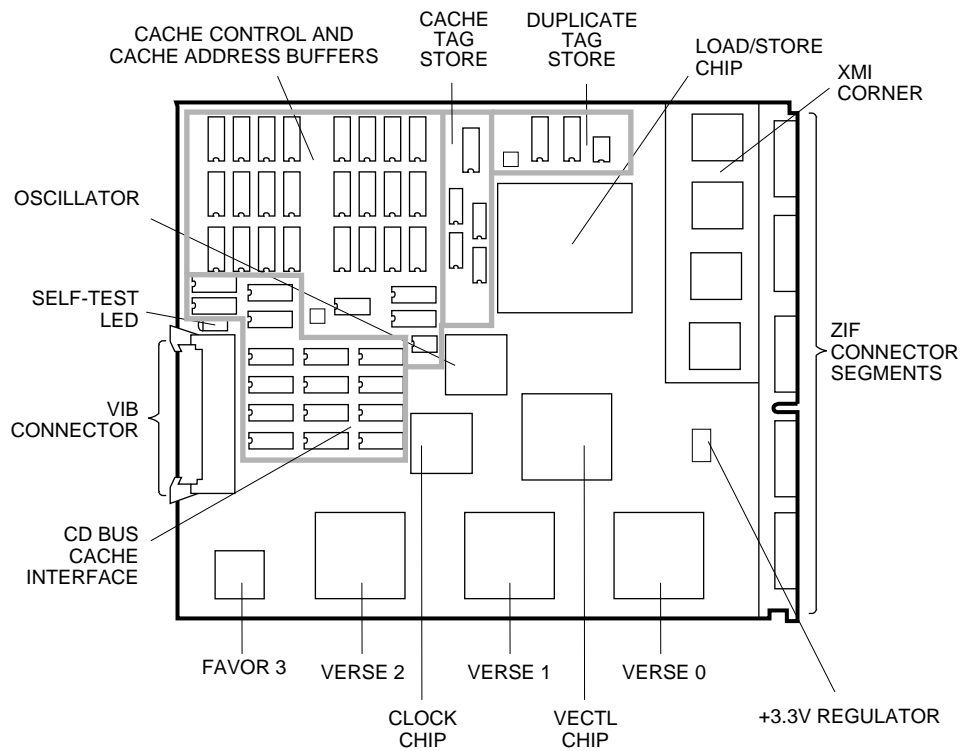 CACHE CONTROL AND
CACHE ADDRESS BUFFERS
CACHE
TAG
STORE
DUPLICATE
TAG
STORE
LOAD/STORE
CHIP
XMI
CORNER
OSCILLATOR
SELF-TEST
LED
VIB
CONNECTOR
ZIF
CONNECTOR
SEGMENTS
CD BUS
CACHE
INTERFACE
FAVOR 3
VERSE 2
VERSE 1
VERSE 0
CLOCK
CHIP
VECTL
CHIP
+3.3V REGULATOR